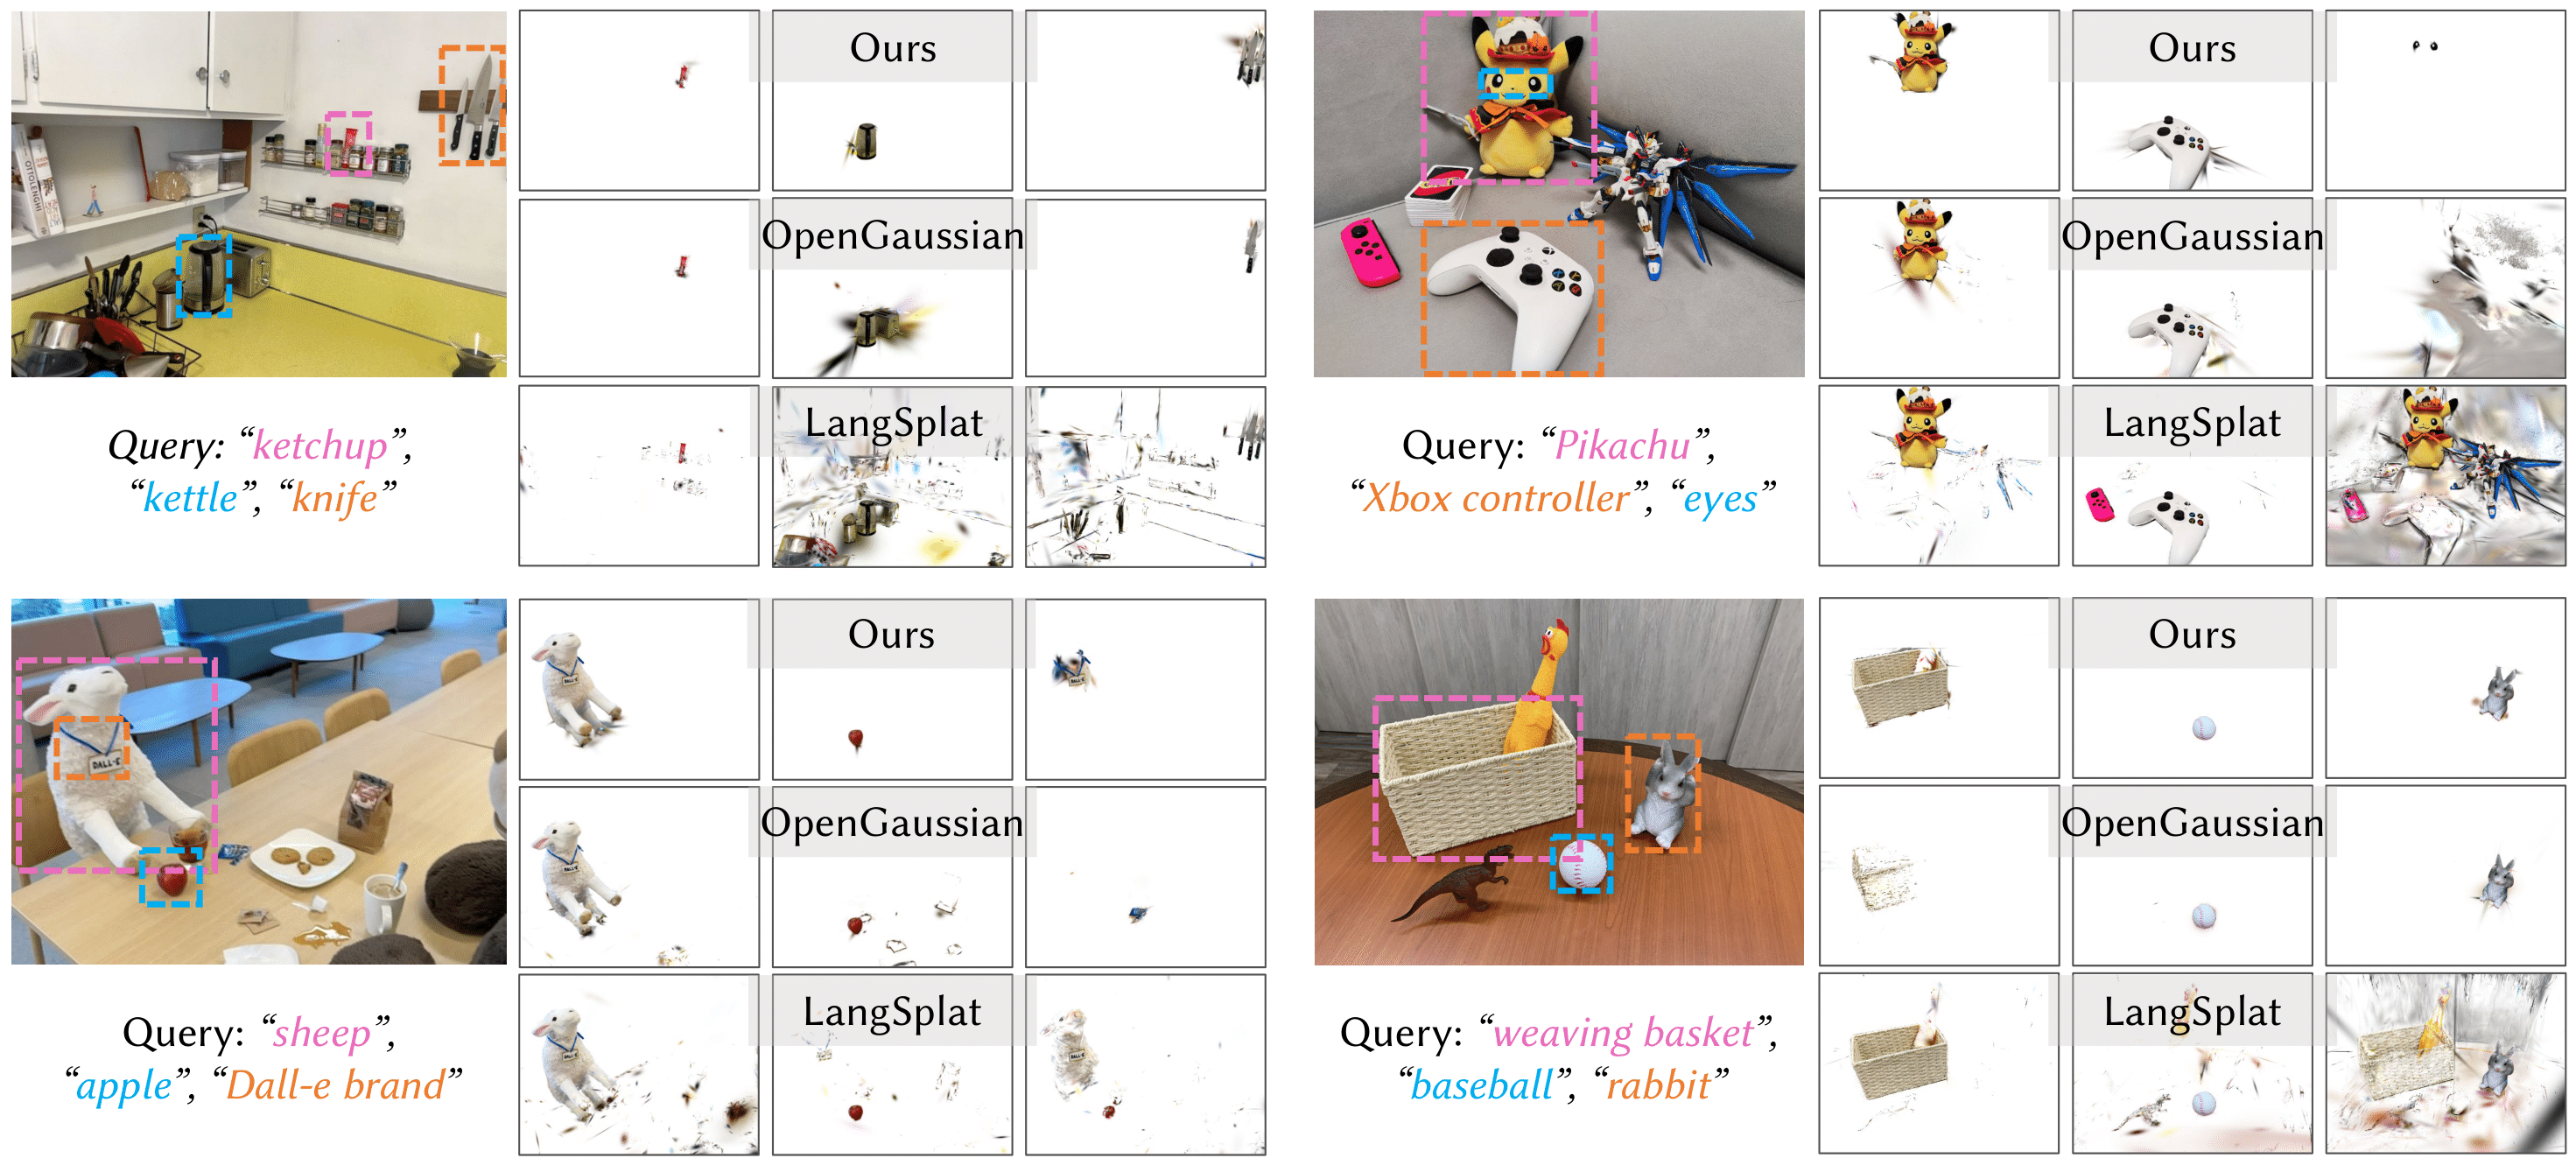 Ours
OpenGaussian
LangSplat
OTTOLENGHI
Query: “ketchup”,
“kettle”, “knife”
Ours
OpenGaussian
LangSplat
Query: “Pikachu”,
“Xbox controller”, “eyes”
Ours
OpenGaussian
LangSplat
DALL-E
Query: “sheep”,
“apple”, “Dall-e brand”
Ours
OpenGaussian
LangSplat
Query: “weaving basket”,
“baseball”, “rabbit”